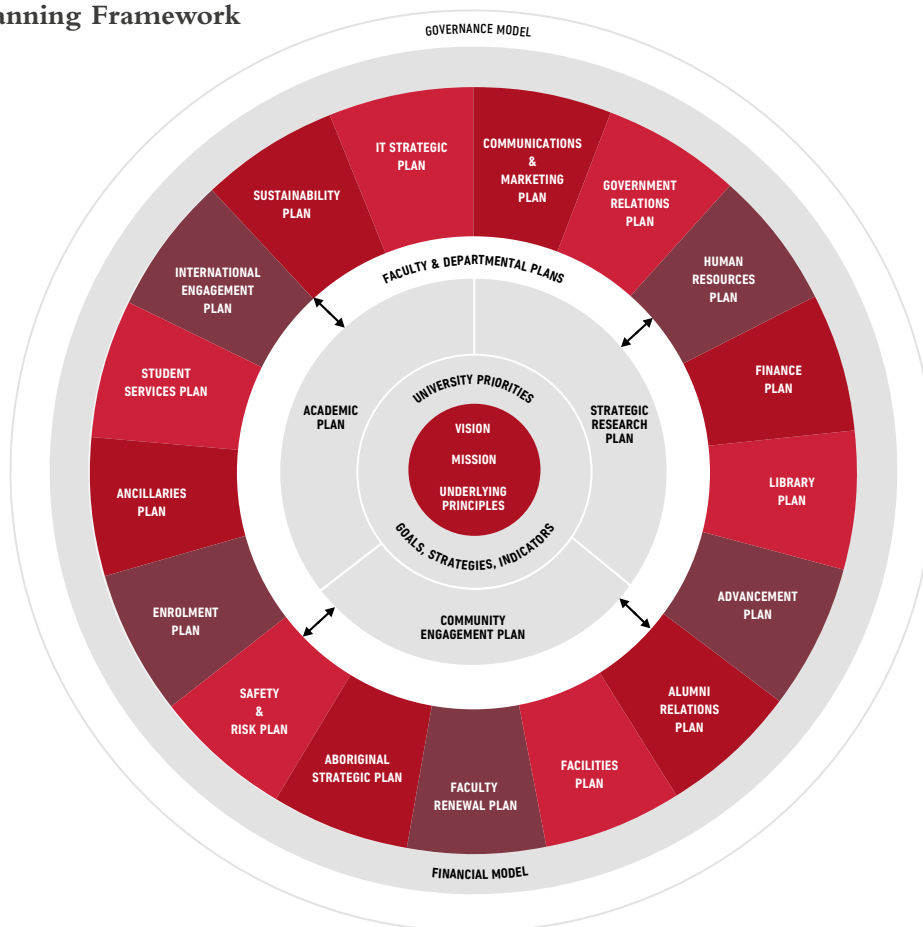 anning Framework
GOVERNANCE MODEL
IT STRATEGIC
PLAN
COMMUNICATIONS
&
MARKETING
PLAN
GOVERNMENT
RELATIONS
PLAN
HUMAN
RESOURCES
PLAN
FINANCE
PLAN
LIBRARY
PLAN
ADVANCEMENT
PLAN
ALUMNI
RELATIONS
PLAN
FACILITIES
PLAN
FACULTY
RENEWAL PLAN
ABORIGINAL
STRATEGIC PLAN
SAFETY
&
RISK PLAN
ENROLMENT
PLAN
ANCILLARIES
PLAN
STUDENT
SERVICES PLAN
INTERNATIONAL
ENGAGEMENT
PLAN
SUSTAINABILITY
PLAN
FACULTY & DEPARTMENTAL PLANS
ACADEMIC
PLAN
STRATEGIC
RESEARCH
PLAN
COMMUNITY
ENGAGEMENT PLAN
UNIVERSITY PRIORITIES
VISION
MISSION
UNDERLYING
PRINCIPLES
GOALS, STRATEGIES, INDICATORS
FINANCIAL MODEL